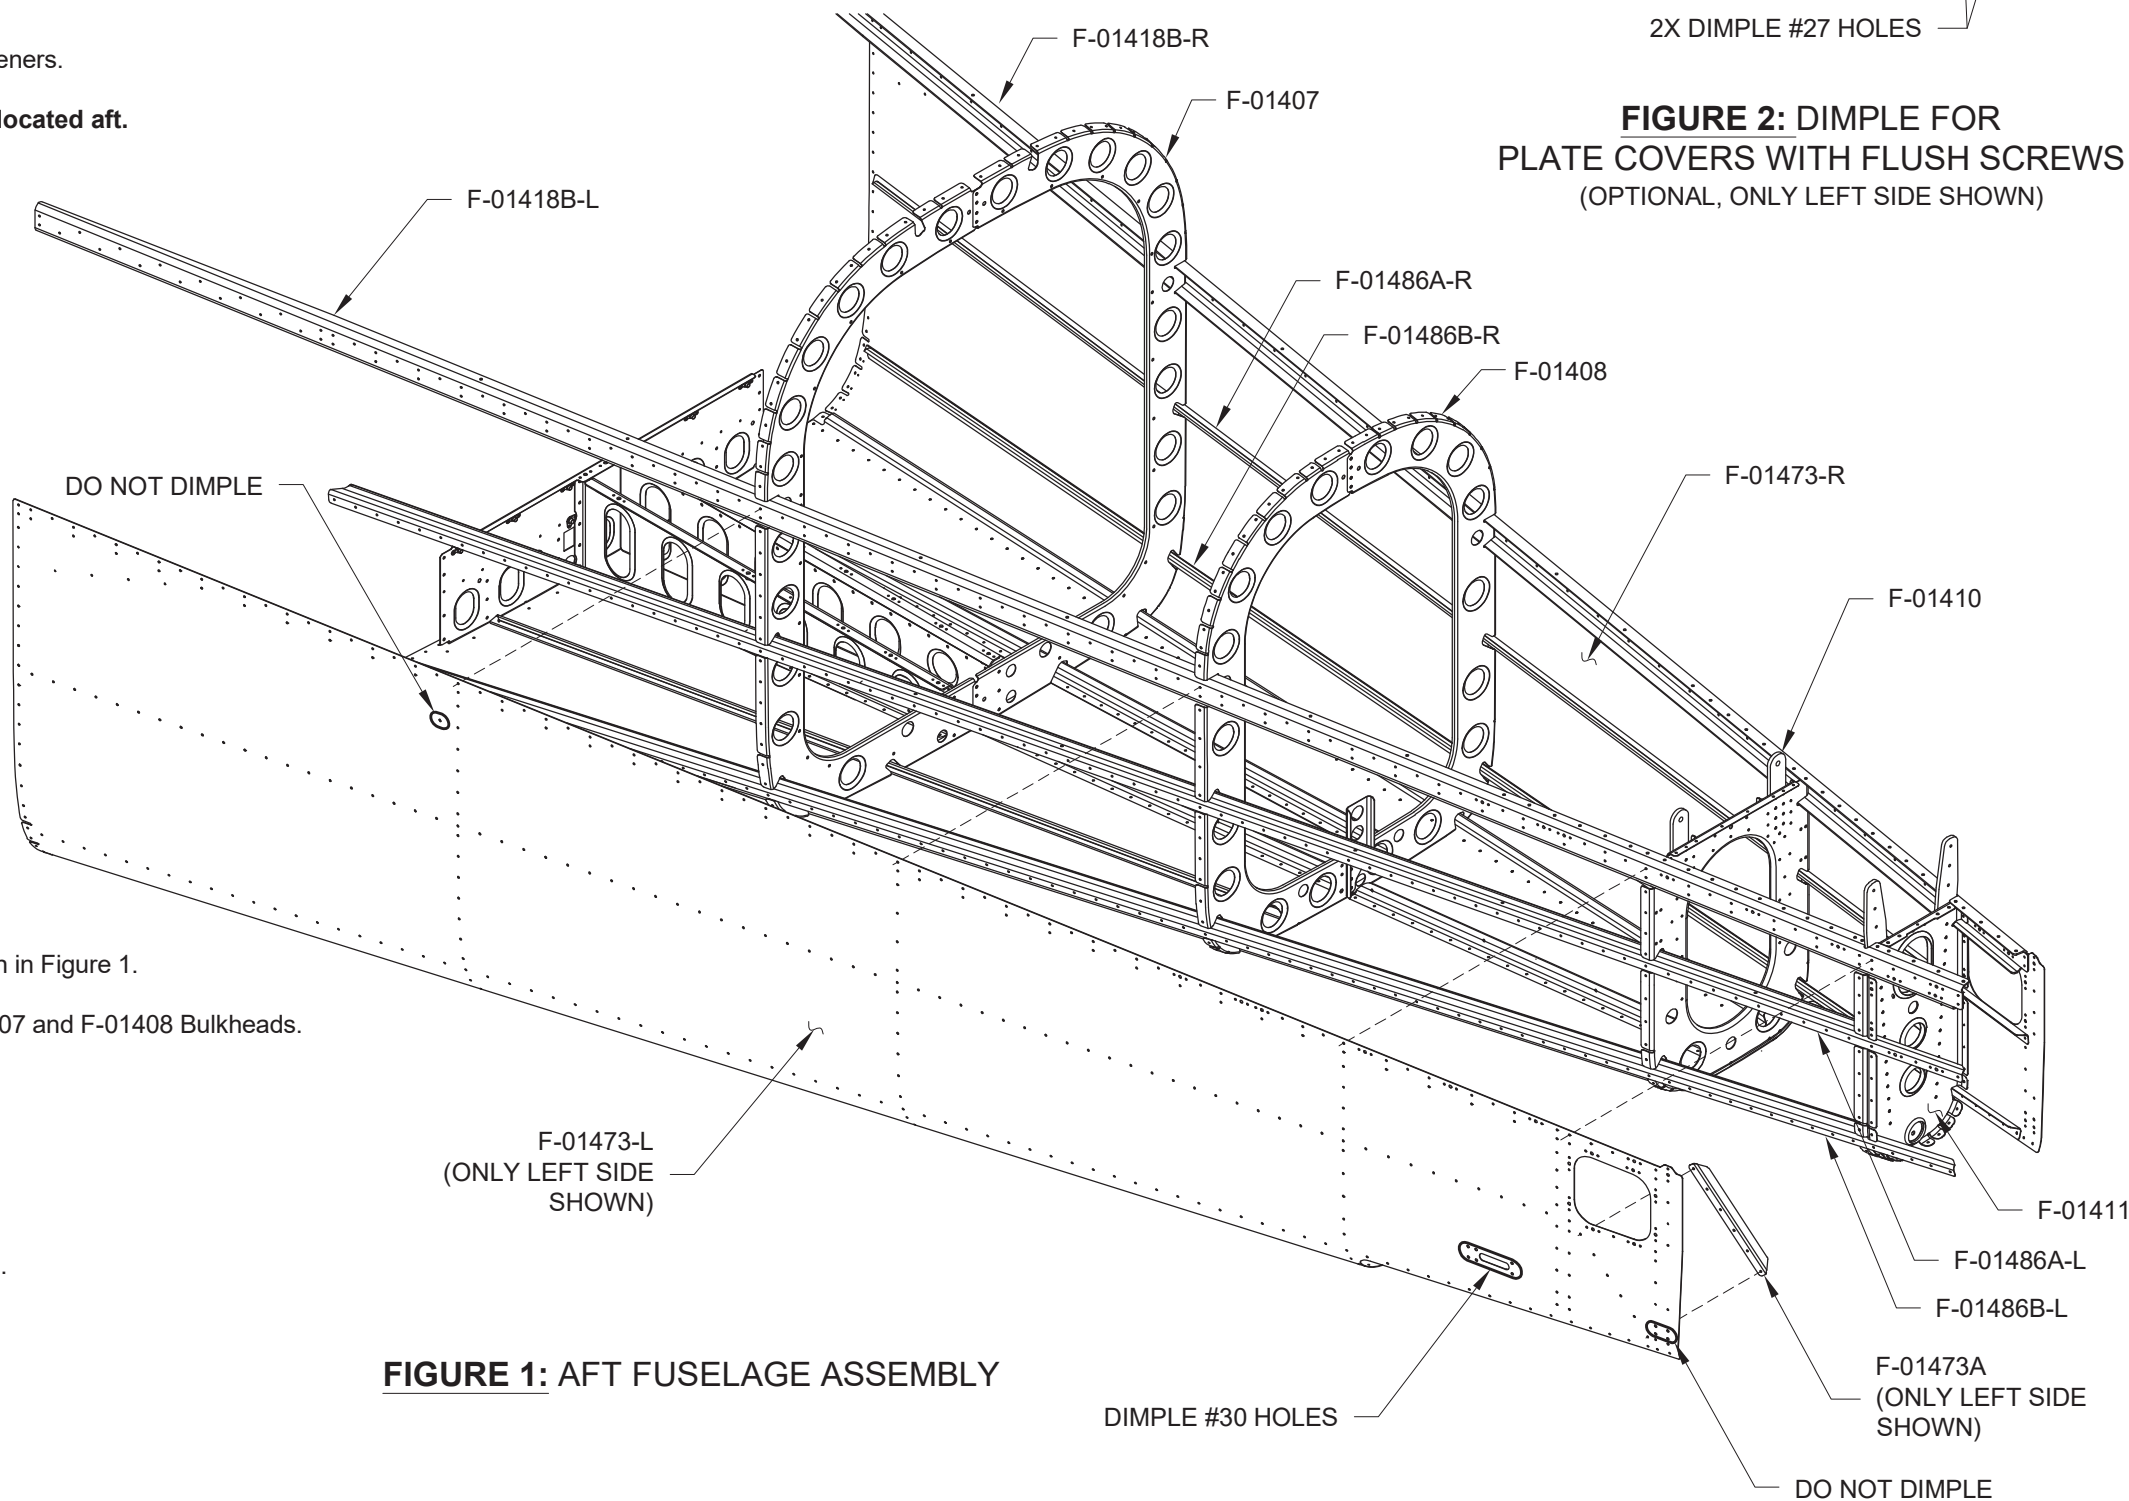 eners.
located aft.
n in Figure 1.
07 and F-01408 Bulkheads.
.
2X DIMPLE #27 HOLES
FIGURE 2: DIMPLE FOR
PLATE COVERS WITH FLUSH SCREWS
(OPTIONAL, ONLY LEFT SIDE SHOWN)
F-01418B-R
F-01407
F-01418B-L
F-01486A-R
F-01486B-R
F-01408
F-01473-R
DO NOT DIMPLE
F-01410
F-01473-L
(ONLY LEFT SIDE
SHOWN)
F-01411
F-01486A-L
F-01486B-L
F-01473A
(ONLY LEFT SIDE
SHOWN)
DIMPLE #30 HOLES
DO NOT DIMPLE
FIGURE 1: AFT FUSELAGE ASSEMBLY